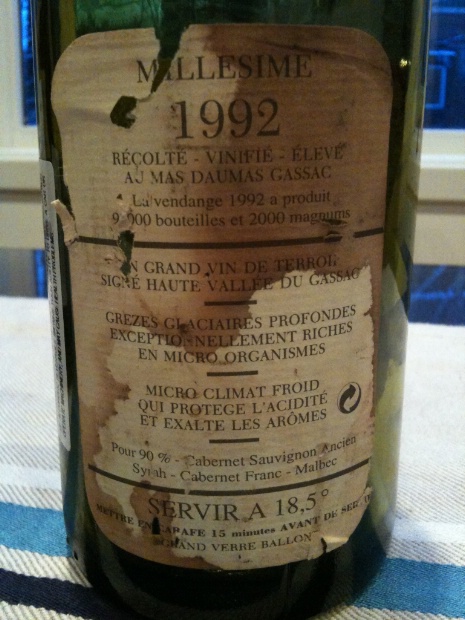 MILLESIME
1992
RÉCOLTÉ - VINIFIÉ - ÉLEVÉ
AU MAS DAUMAS GASSAC
La vendange 1992 a produit
bouteilles et 2000 magnums
UN GRAND VIN DE TERROIR
SIGNÉ HAUTE VALLÉE DU GASSAC
GREZES GLACIAIRES PROFONDES
EXCEPTIONNELLEMENT RICHES
EN MICRO ORGANISMES
MICRO CLIMAT FROID
QUI PROTEGE L'ACIDITÉ
ET EXALTE LES ARÔMES
Pour 90 % - Cabernet Sauvignon Ancien
Syrah - Cabernet Franc - Malbec
SERVIR A 18,5°
METTRE EN CARAFE 15 minutes AVANT DE SERVIR
GRAND VERRE BALLON